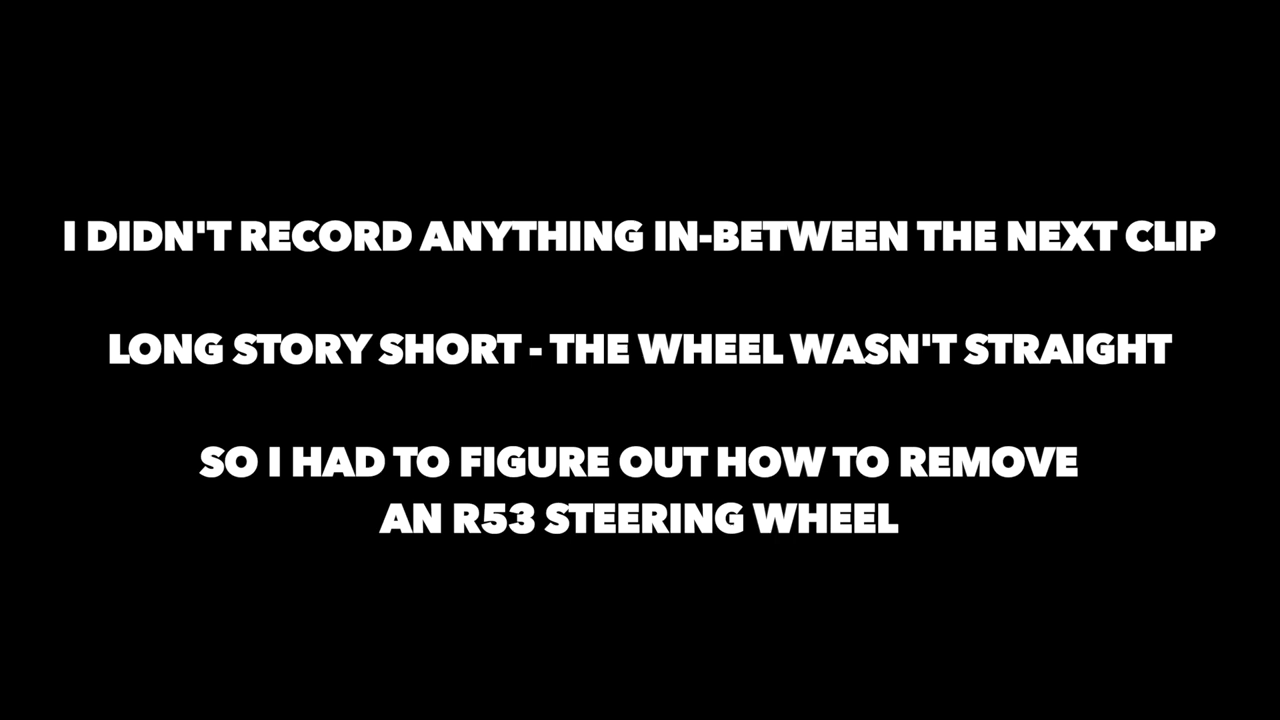 I DIDN'T RECORD ANYTHING IN-BETWEEN THE NEXT CLIP
LONG STORY SHORT - THE WHEEL WASN'T STRAIGHT
SO I HAD TO FIGURE OUT HOW TO REMOVE
AN R53 STEERING WHEEL